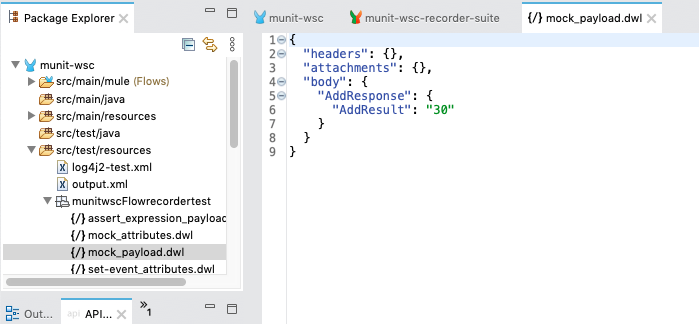 Package Explorer
munit-wsc
src/main/mule (Flows)
src/main/java
src/main/resources
src/test/java
src/test/resources
log4j2-test.xml
output.xml
munitwscFlowrecordertest
{/} assert_expression_payload
{/} mock_attributes.dwl
{/} mock_payload.dwl
{/} set-event_attributes.dwl
Out...
apı API...
»1
munit-wsc
munit-wsc-recorder-suite
{/} mock_payload.dwl
1 {
2 "headers": {},
3 "attachments": {},
4 "body": {
5 "AddResponse": {
6 "AddResult": "30"
7 }
8 }
9 }